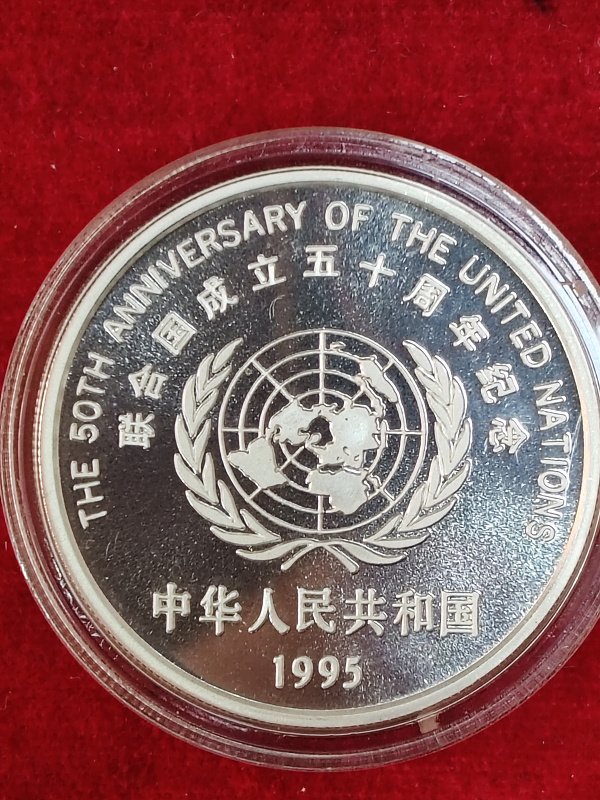 THE 50TH ANNIVERSARY OF THE UNITED NATIONS
联合国成立五十周年纪念
中华人民共和国
1995